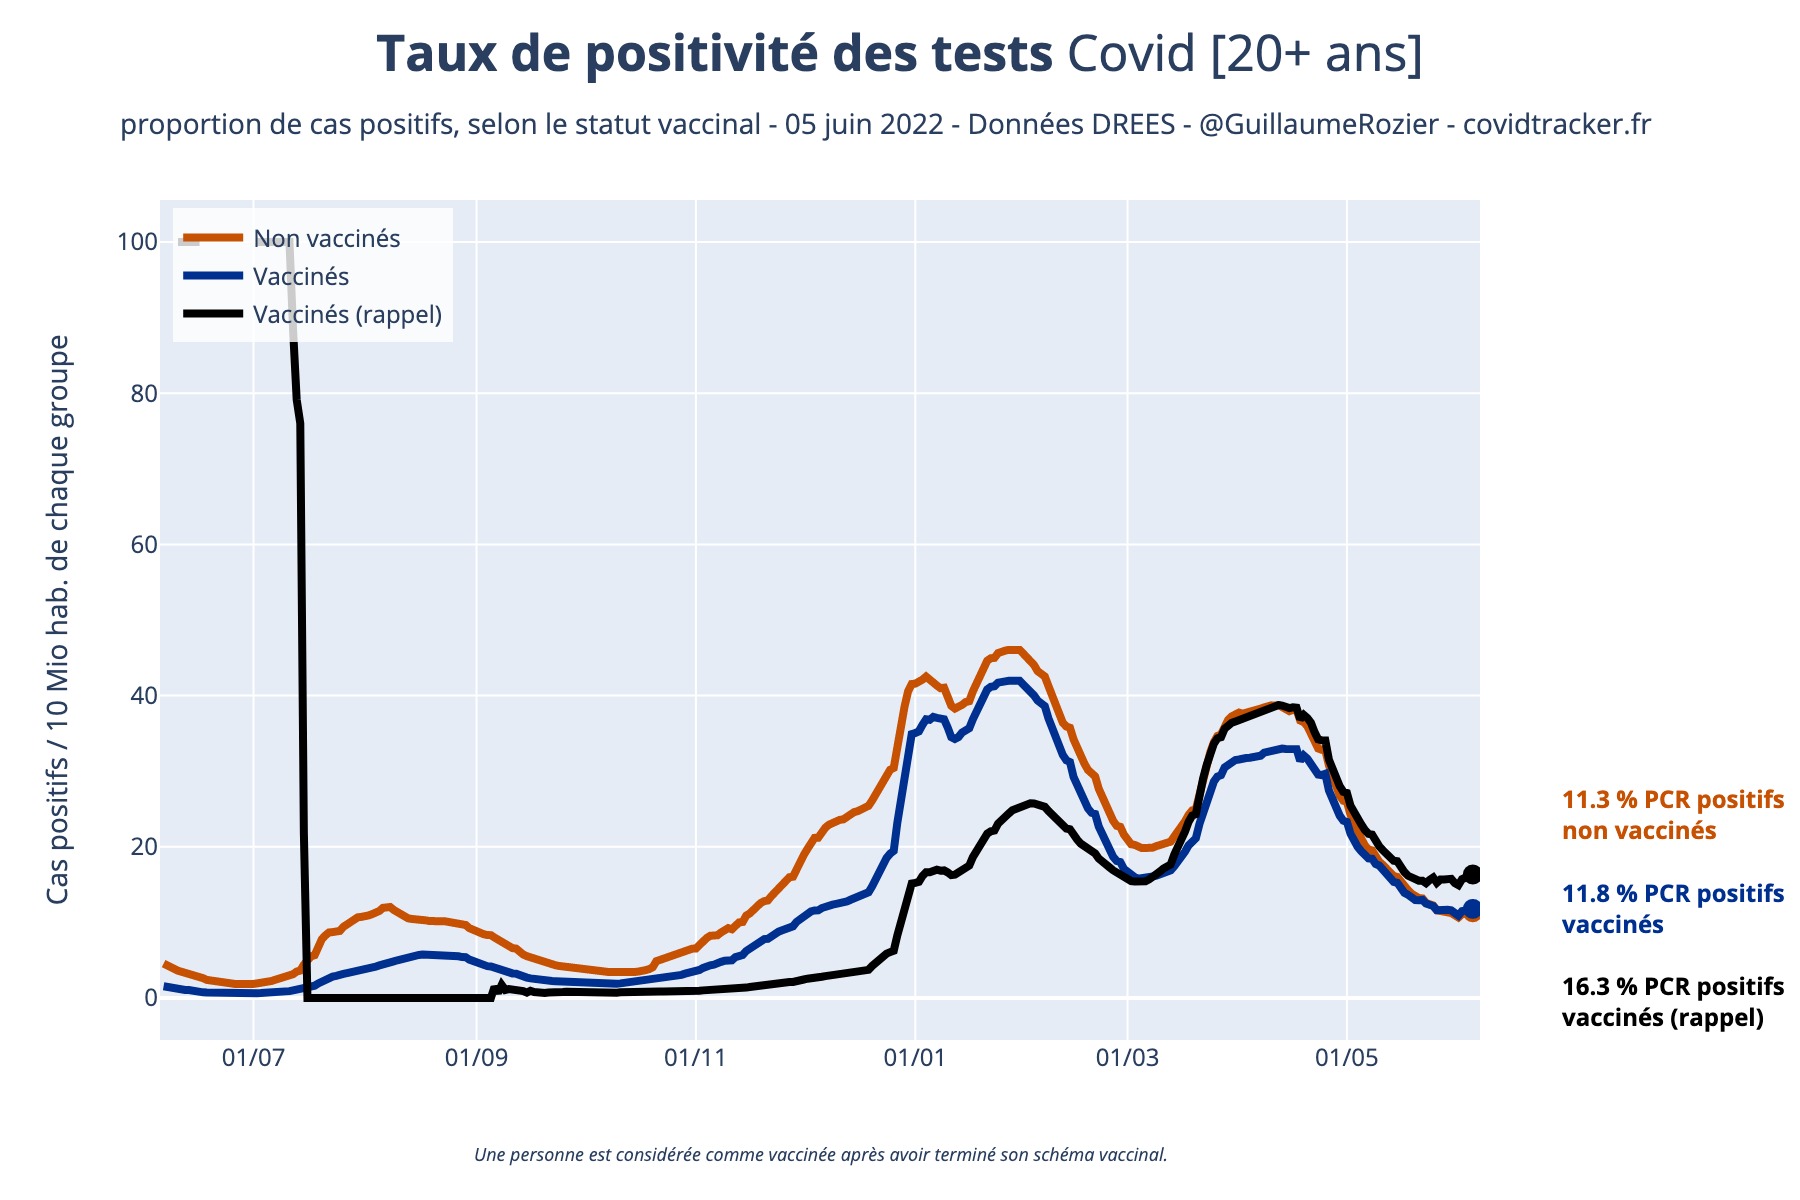 Taux de positivité des tests Covid [20+ ans]
proportion de cas positifs, selon le statut vaccinal - 05 juin 2022 - Données DREES - @GuillaumeRozier - covidtracker.fr
Non vaccinés
Vaccinés
Vaccinés (rappel)
Cas positifs / 10 Mio hab. de chaque groupe
100
80
60
40
20
0
01/07
01/09
01/11
01/01
01/03
01/05
11.3 % PCR positifs
non vaccinés
11.8 % PCR positifs
vaccinés
16.3 % PCR positifs
vaccinés (rappel)
Une personne est considérée comme vaccinée après avoir terminé son schéma vaccinal.